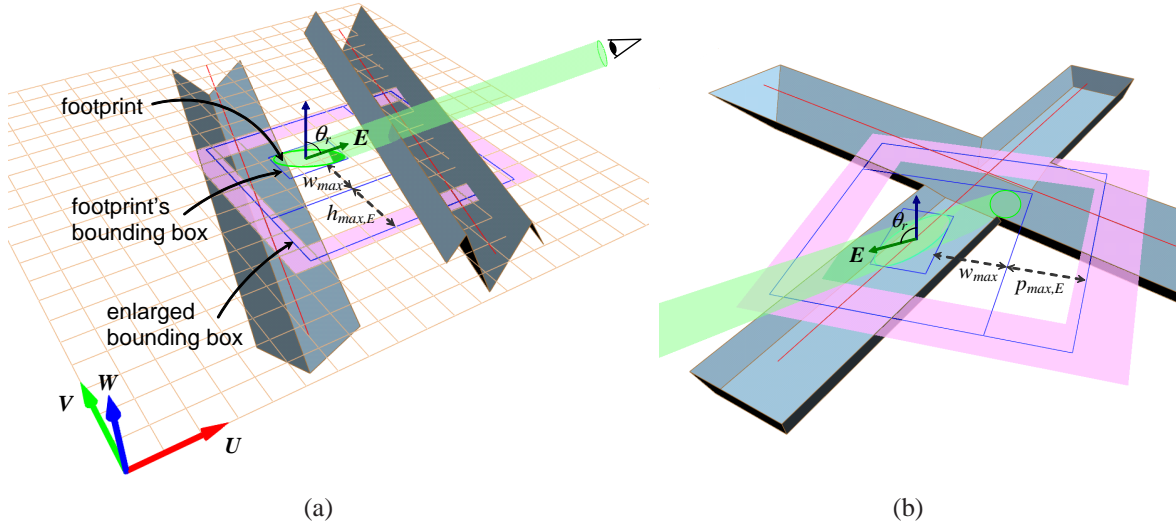 footprint
θr
E
wmax
hmax,E
footprint's
bounding box
enlarged
bounding box
V
W
U
(a)
θr
E
wmax
pmax,E
(b)